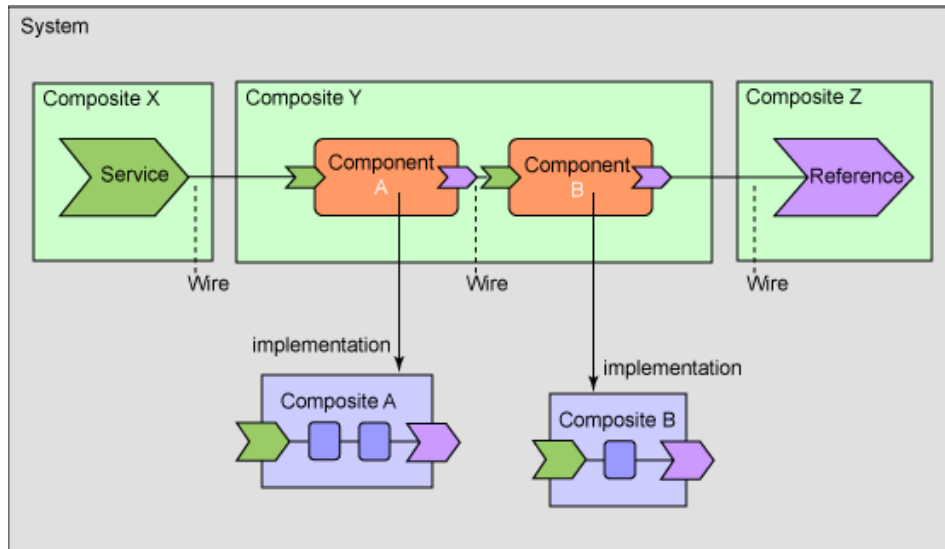 System
Composite X
Composite Y
Composite Z
Service
Component
A
Component
B
Reference
Wire
Wire
Wire
implementation
implementation
Composite A
Composite B